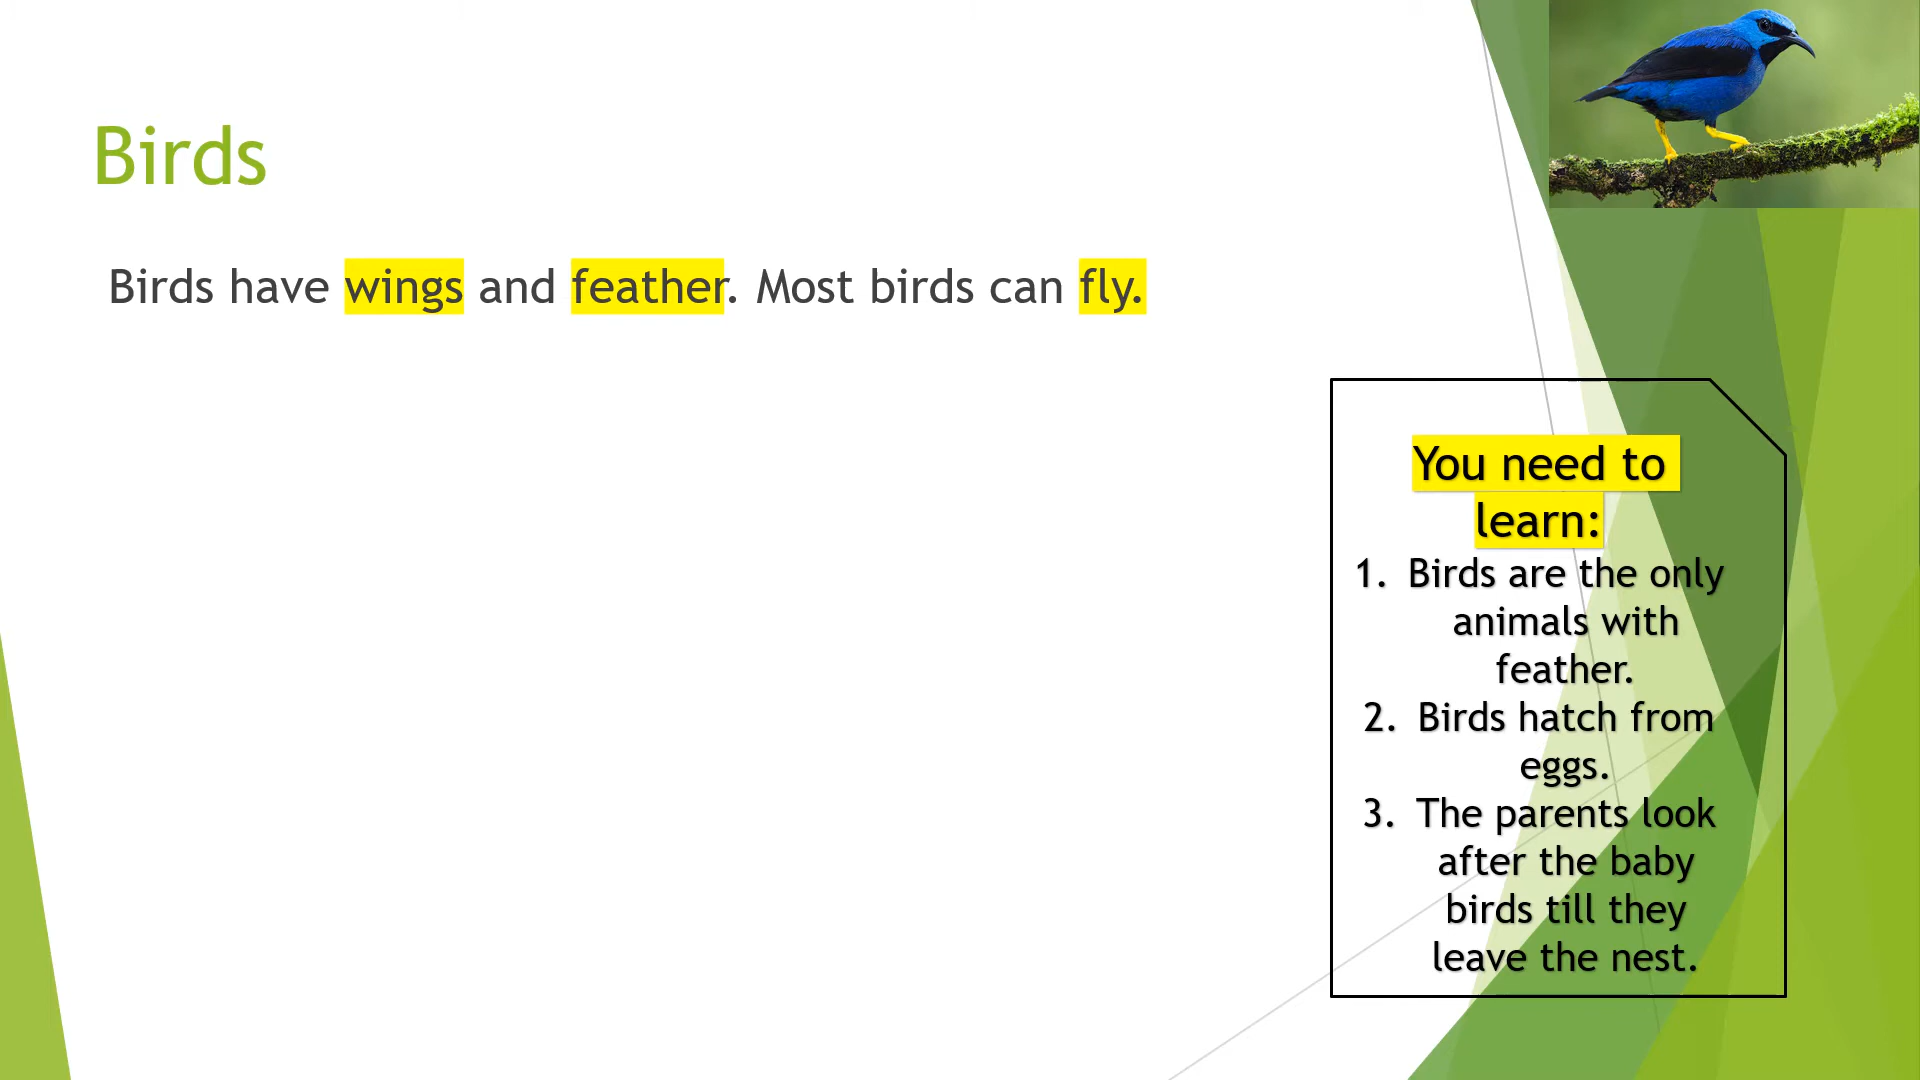 Birds
Birds have wings and feather. Most birds can fly.
You need to
learn:
1. Birds are the only
animals with
feather.
2. Birds hatch from
eggs.
3. The parents look
after the baby
birds till they
leave the nest.